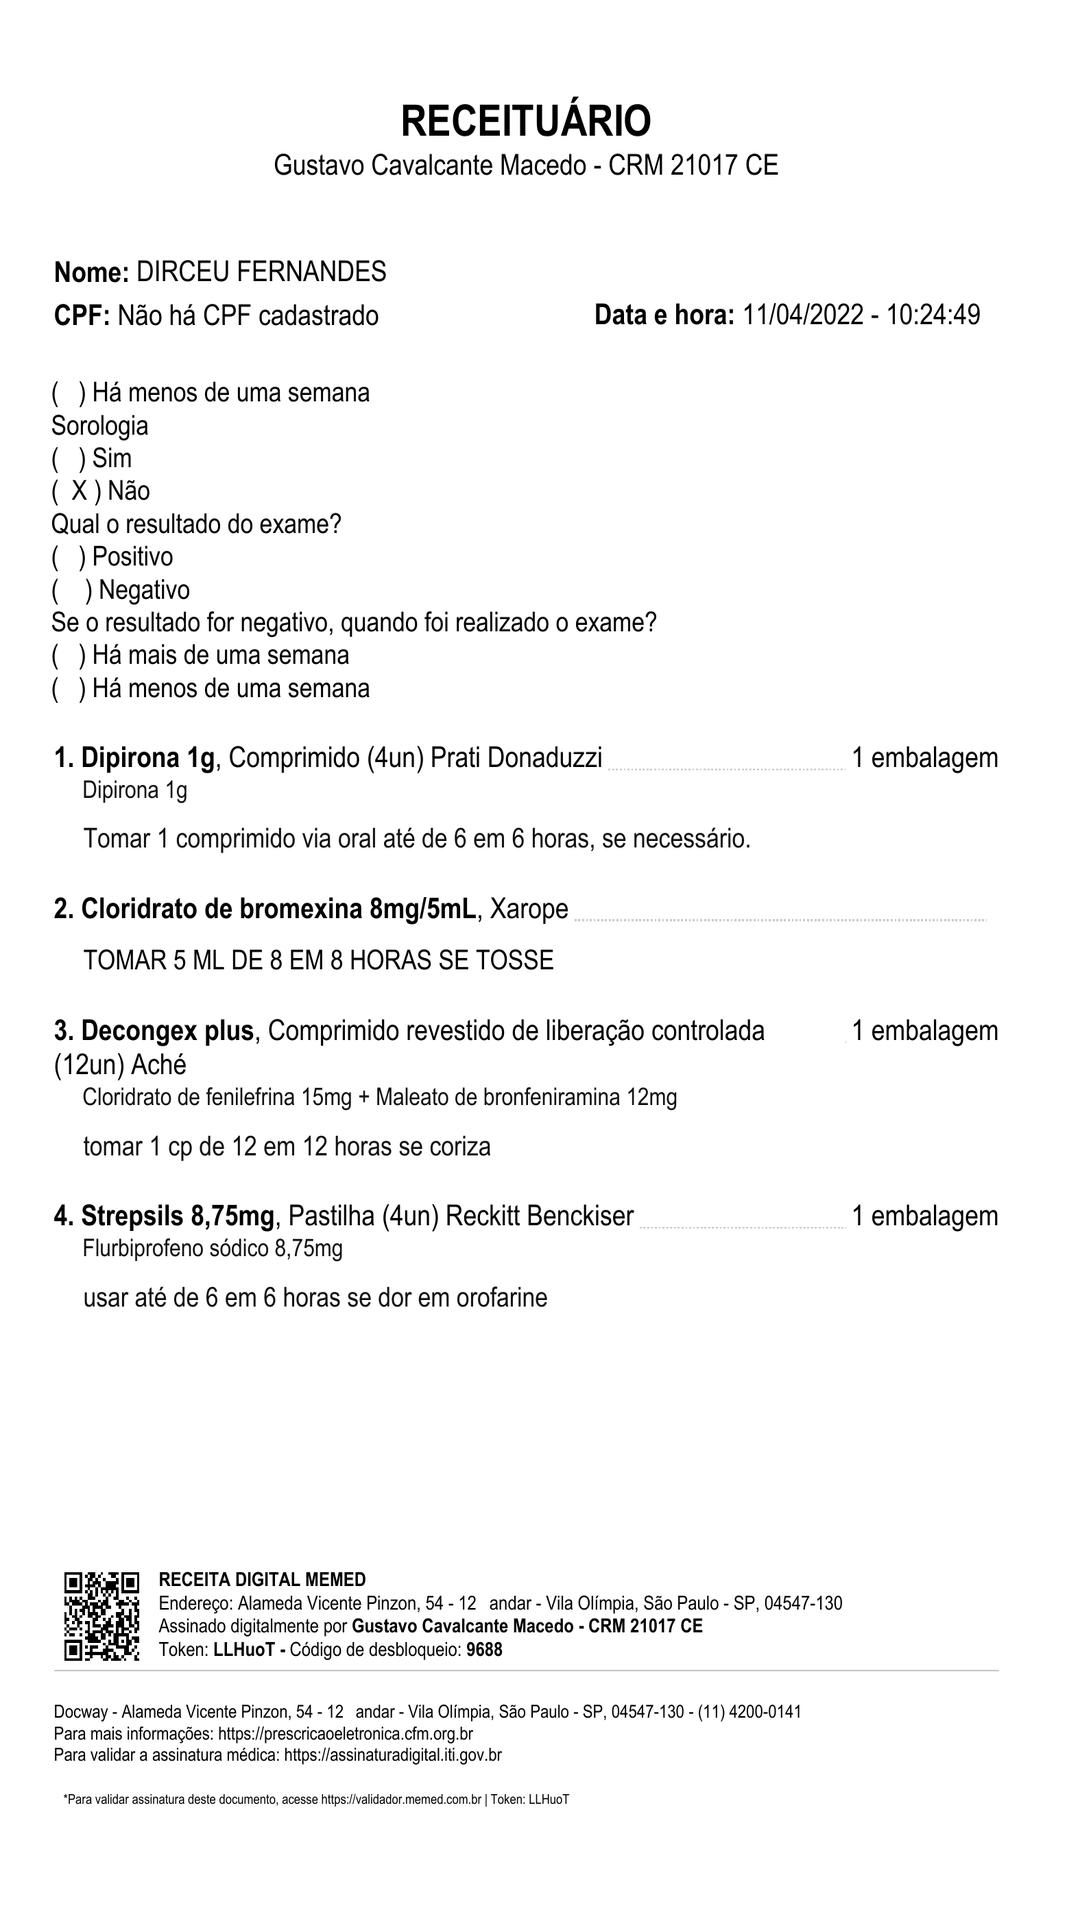 RECEITUÁRIO
Gustavo Cavalcante Macedo - CRM 21017 CE
Nome: DIRCEU FERNANDES
CPF: Não há CPF cadastrado Data e hora: 11/04/2022 - 10:24:49
( ) Há menos de uma semana
Sorologia
( ) Sim
( X ) Não
Qual o resultado do exame?
( ) Positivo
( ) Negativo
Se o resultado for negativo, quando foi realizado o exame?
( ) Há mais de uma semana
( ) Há menos de uma semana
1. Dipirona 1g, Comprimido (4un) Prati Donaduzzi 1 embalagem
Dipirona 1g
Tomar 1 comprimido via oral até de 6 em 6 horas, se necessário.
2. Cloridrato de bromexina 8mg/5mL, Xarope
TOMAR 5 ML DE 8 EM 8 HORAS SE TOSSE
3. Decongex plus, Comprimido revestido de liberação controlada 1 embalagem
(12un) Aché
Cloridrato de fenilefrina 15mg + Maleato de bronfeniramina 12mg
tomar 1 cp de 12 em 12 horas se coriza
4. Strepsils 8,75mg, Pastilha (4un) Reckitt Benckiser 1 embalagem
Flurbiprofeno sódico 8,75mg
usar até de 6 em 6 horas se dor em orofarine
RECEITA DIGITAL MEMED
Endereço: Alameda Vicente Pinzon, 54 - 12 andar - Vila Olímpia, São Paulo - SP, 04547-130
Assinado digitalmente por Gustavo Cavalcante Macedo - CRM 21017 CE
Token: LLHuoT - Código de desbloqueio: 9688
Docway - Alameda Vicente Pinzon, 54 - 12 andar - Vila Olímpia, São Paulo - SP, 04547-130 - (11) 4200-0141
Para mais informações: https://prescricaoeletronica.cfm.org.br
Para validar a assinatura médica: https://assinaturadigital.iti.gov.br
*Para validar assinatura deste documento, acesse https://validador.memed.com.br | Token: LLHuoT